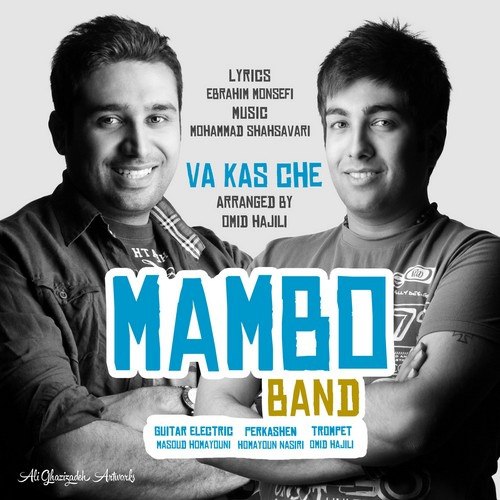 LYRICS
EBRAHIM MONSEFI
MUSIC
MOHAMMAD SHAHSAVARI
VA KAS CHE
ARRANGED BY
OMID HAJILI
MAMBO
BAND
GUITAR ELECTRIC PERKASHEN TROMPET
MASOUD HOMAYOUNI HOMAYOUN NASIRI OMID HAJILI
Ali Ghazizadeh Artworks